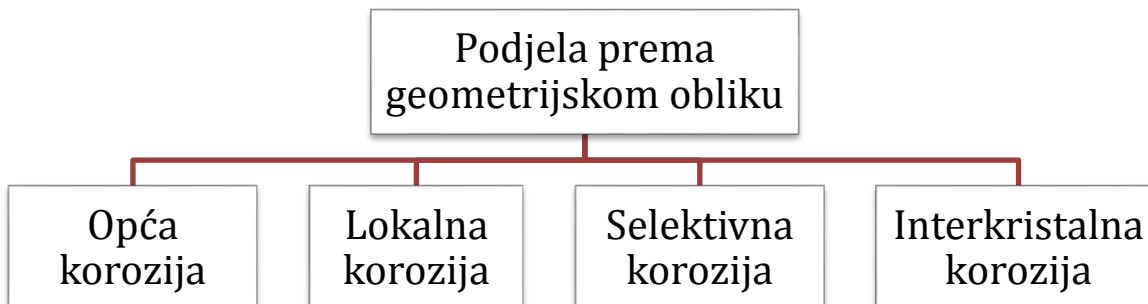 Podjela prema
geometrijskom obliku
Opća
korozija
Lokalna
korozija
Selektivna
korozija
Interkristalna
korozija